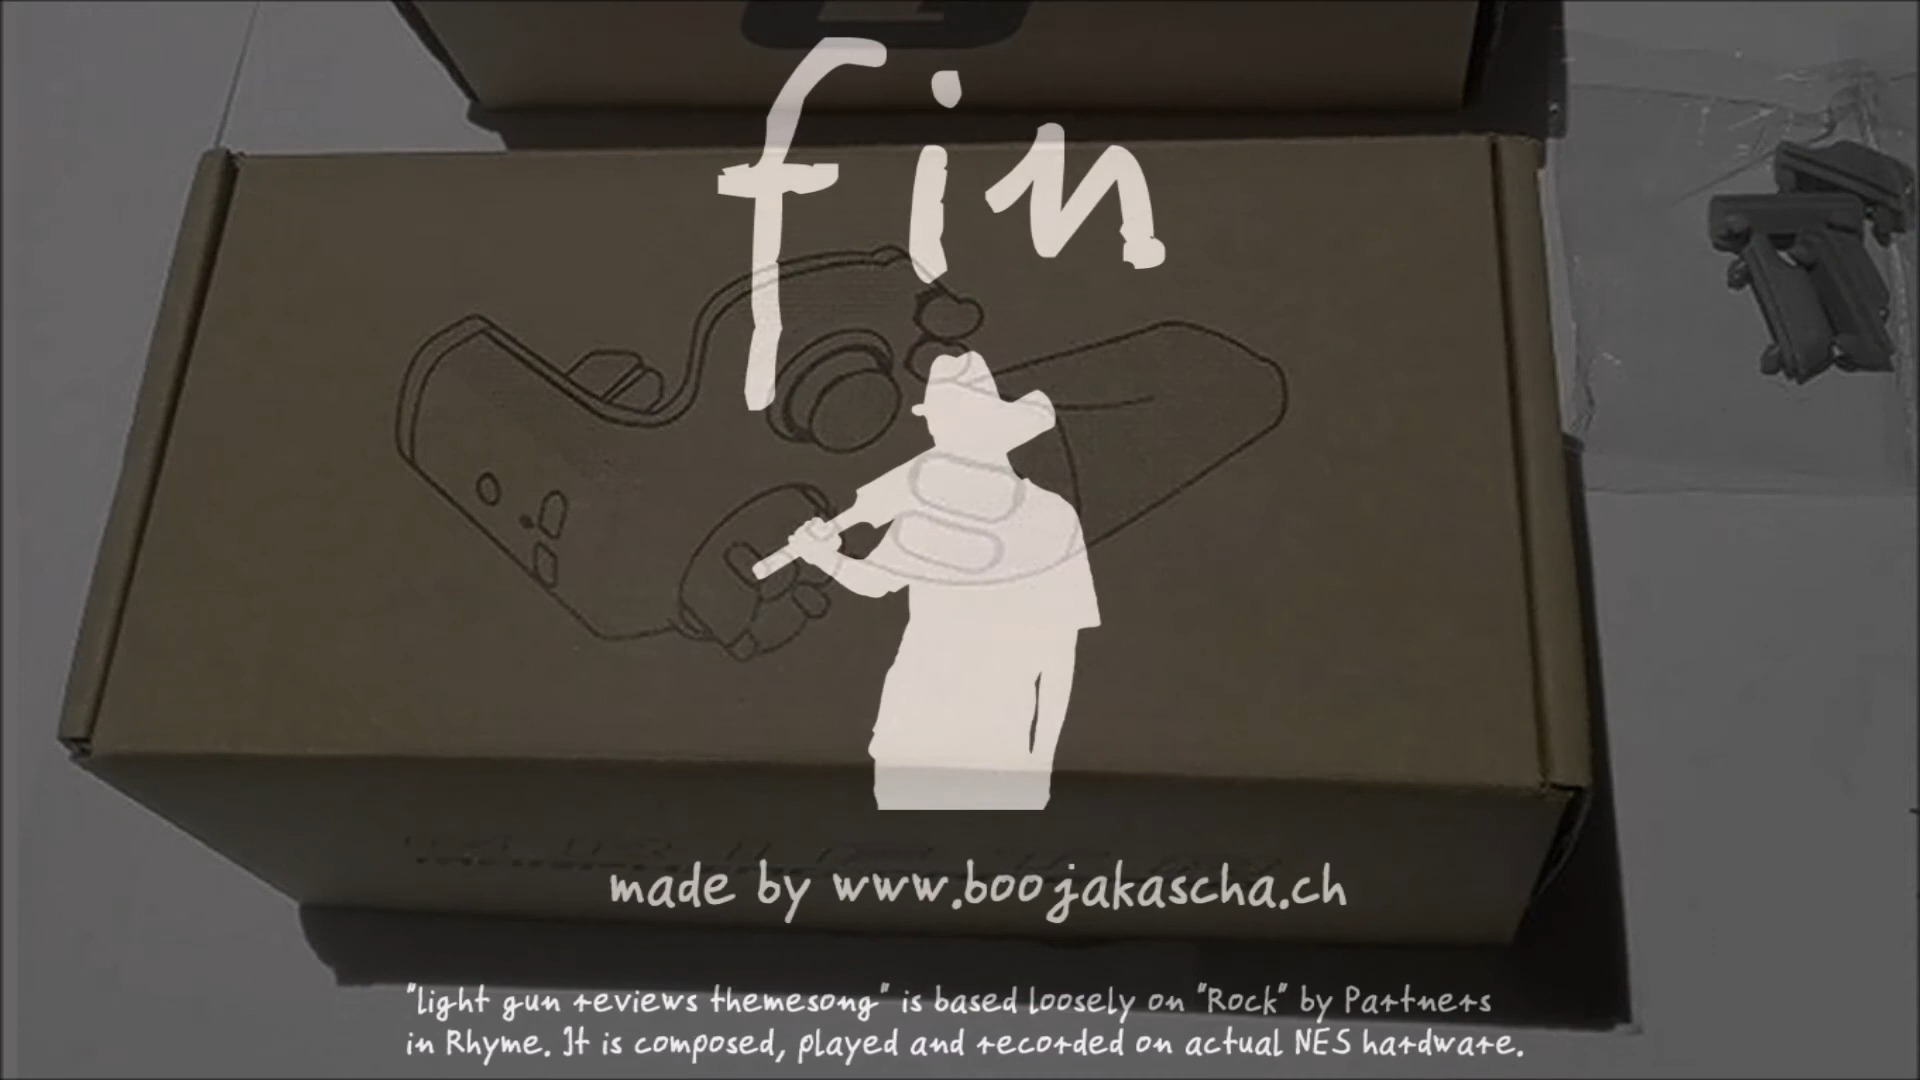 fin
made by www.boojakascha.ch
"light gun reviews themesong" is based loosely on "Rock" by Partners
in Rhyme. It is composed, played and recorded on actual NES hardware.